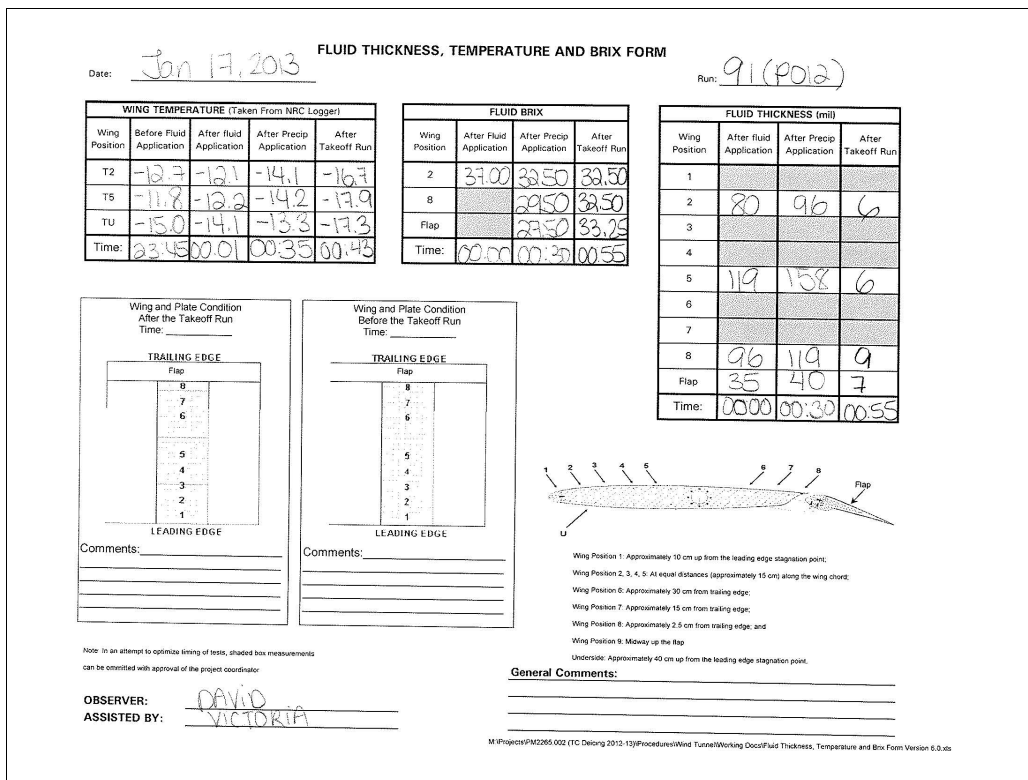 FLUID THICKNESS, TEMPERATURE AND BRIX FORM
Date: Jan 17, 2013
Run: 91 (P012)
WING TEMPERATURE (Taken From NRC Logger)
Wing Position Before Fluid Application After fluid Application After Precip Application After Takeoff Run
T2 -12.7 -12.1 -14.1 -16.7
T5 -11.8 -12.2 -14.2 -17.9
TU -15.0 -14.1 -13.3 -17.3
Time: 23:45 00:01 00:35 00:43
FLUID BRIX
Wing Position After Fluid Application After Precip Application After Takeoff Run
2 37.00 32.50 32.50
8 29.50 32.50
Flap 27.50 33.25
Time: 00:00 00:30 00:55
FLUID THICKNESS (mil)
Wing Position After fluid Application After Precip Application After Takeoff Run
1
2 80 96 6
3
4
5 119 158 6
6
7
8 96 119 9
Flap 35 40 7
Time: 0000 00:30 00:55
Wing and Plate Condition
After the Takeoff Run
Time:
TRAILING EDGE
Flap
8
7
6
5
4
3
2
1
LEADING EDGE
Comments:
Wing and Plate Condition
Before the Takeoff Run
Time:
TRAILING EDGE
Flap
8
7
6
5
4
3
2
1
LEADING EDGE
Comments:
1 2 3 4 5 6 7 8
Flap
U
Wing Position 1: Approximately 10 cm up from the leading edge stagnation point;
Wing Position 2, 3, 4, 5: At equal distances (approximately 15 cm) along the wing chord;
Wing Position 6: Approximately 30 cm from trailing edge;
Wing Position 7: Approximately 15 cm from trailing edge;
Wing Position 8: Approximately 2.5 cm from trailing edge; and
Wing Position 9: Midway up the flap
Underside: Approximately 40 cm up from the leading edge stagnation point.
Note: In an attempt to optimize timing of tests, shaded box measurements
can be ommitted with approval of the project coordinator
General Comments:
OBSERVER: DAViD
ASSISTED BY: VICTORiA
M:\Projects\PM2265.002 (TC Deicing 2012-13)\Procedures\Wind Tunnel\Working Docs\Fluid Thickness, Temperature and Brix Form Version 6.0.xls